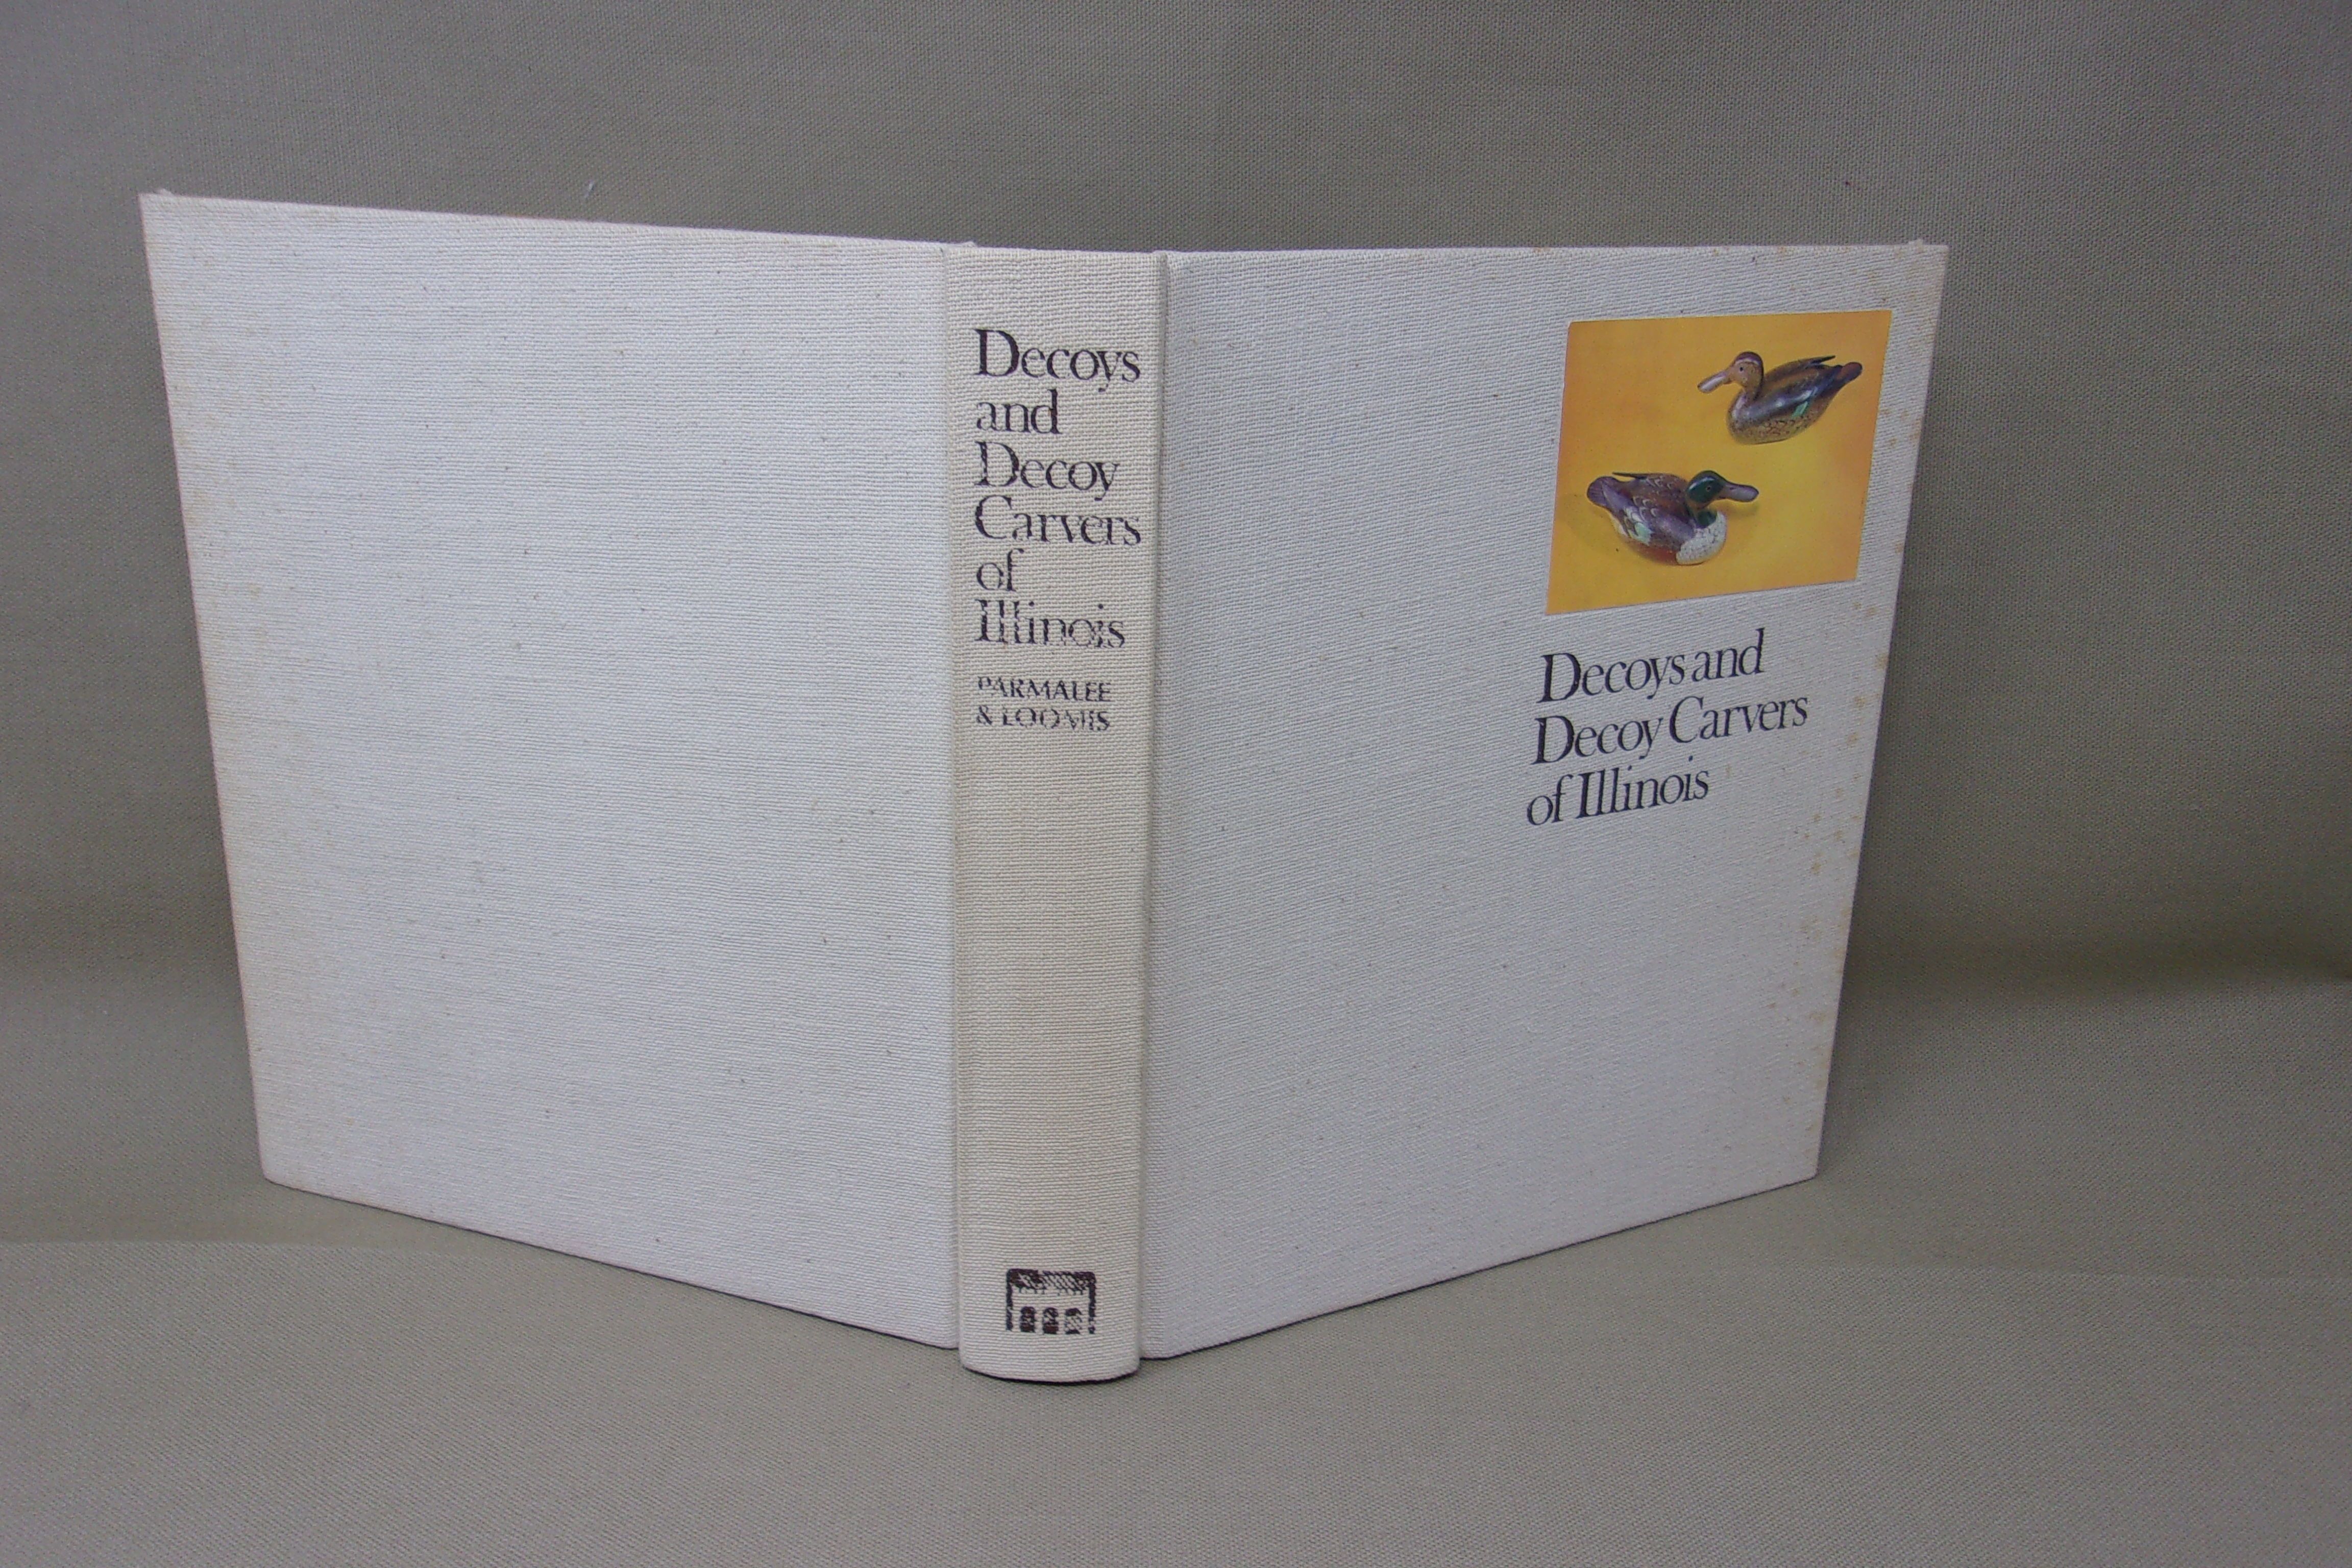 Decoys
and
Decoy
Carvers
of
Illinois
PARMALEE
& LOOMIS
Decoys and
Decoy Carvers
of Illinois